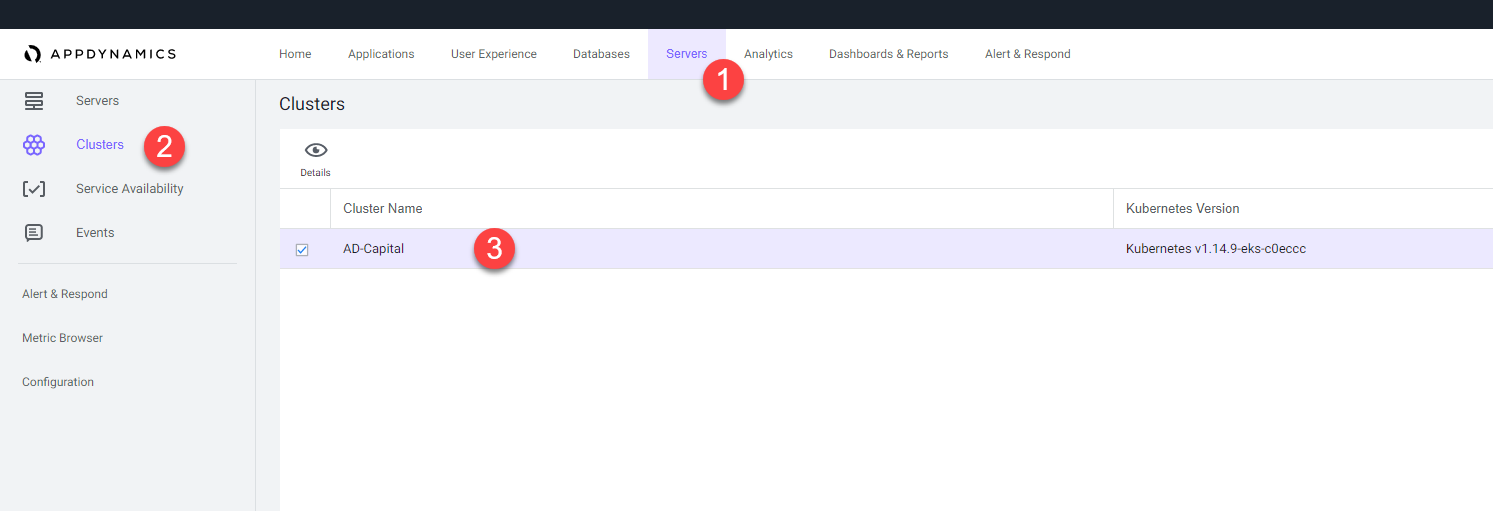 APPDYNAMICS Home Applications User Experience Databases Servers Analytics Dashboards & Reports Alert & Respond
1
Servers
Clusters
2
Service Availability
Events
Alert & Respond
Metric Browser
Configuration
Clusters
Details
Cluster Name Kubernetes Version
AD-Capital 3 Kubernetes v1.14.9-eks-c0eccc